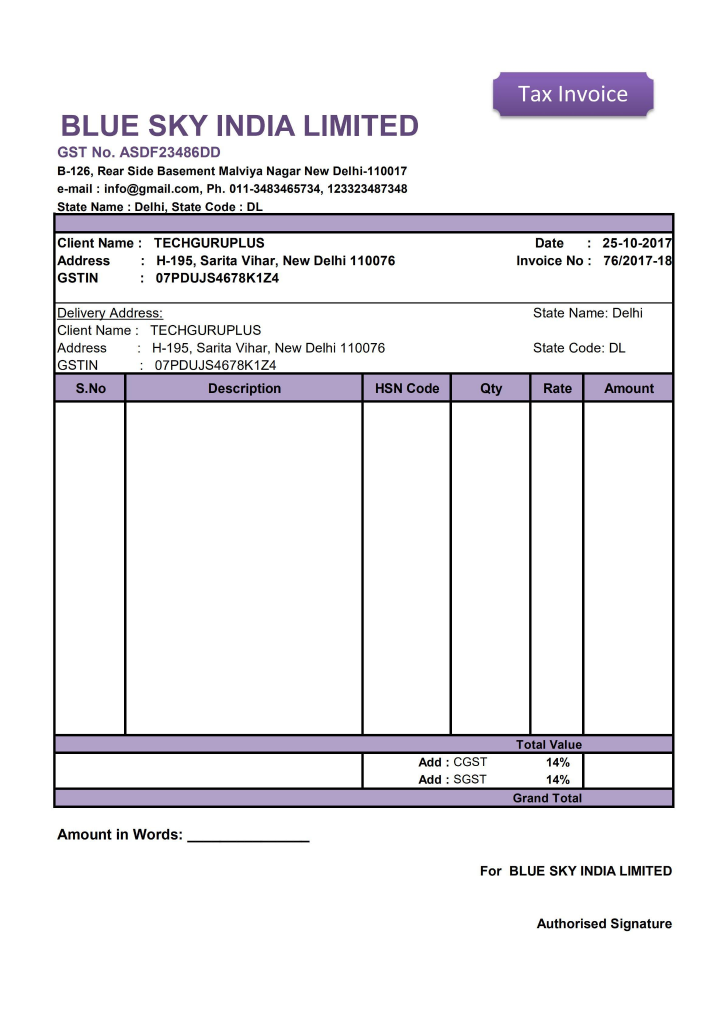 Tax Invoice
BLUE SKY INDIA LIMITED
GST No. ASDF23486DD
B-126, Rear Side Basement Malviya Nagar New Delhi-110017
e-mail : info@gmail.com, Ph. 011-3483465734, 123323487348
State Name : Delhi, State Code : DL
Client Name : TECHGURUPLUS Date : 25-10-2017
Address : H-195, Sarita Vihar, New Delhi 110076 Invoice No : 76/2017-18
GSTIN : 07PDUJS4678K1Z4
Delivery Address: State Name: Delhi
Client Name : TECHGURUPLUS
Address : H-195, Sarita Vihar, New Delhi 110076 State Code: DL
GSTIN : 07PDUJS4678K1Z4
S.No Description HSN Code Qty Rate Amount
Total Value
Add : CGST 14%
Add : SGST 14%
Grand Total
Amount in Words: _______________
For BLUE SKY INDIA LIMITED
Authorised Signature